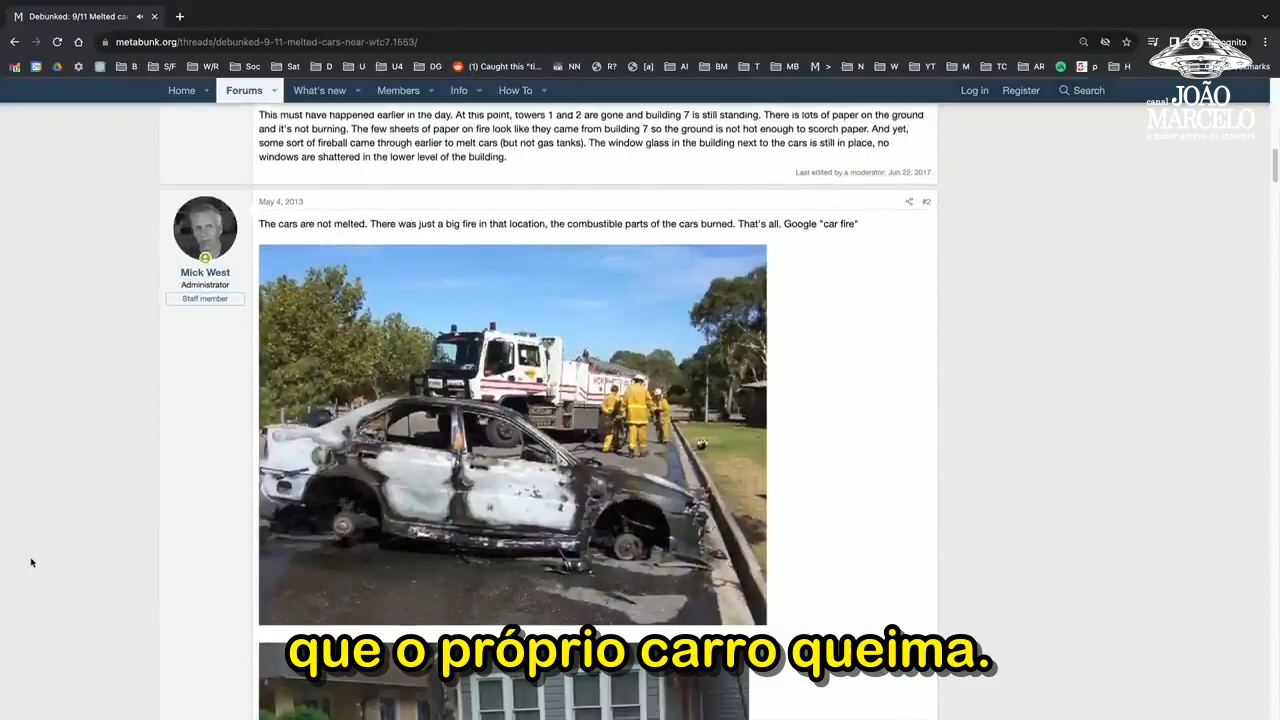 Debunked: 9/11 Melted ca
metabunk.org/threads/debunked-9-11-melted-cars-near-wtc7.1553/
Incognito
B S/F W/R Soc Sat D U U4 DG (1) Caught this "ti... NN R? [a] AI BM T MB M > N W YT M TC AR p H
canal
JOÃO
MARCELO
o maior acervo da internet
Home Forums What's new Members Info How To Log in Register Search
This must have happened earlier in the day. At this point, towers 1 and 2 are gone and building 7 is still standing. There is lots of paper on the ground
and it's not burning. The few sheets of paper on fire look like they came from building 7 so the ground is not hot enough to scorch paper. And yet,
some sort of fireball came through earlier to melt cars (but not gas tanks). The window glass in the building next to the cars is still in place, no
windows are shattered in the lower level of the building.
Last edited by a moderator: Jun 22, 2017
May 4, 2013 #2
The cars are not melted. There was just a big fire in that location, the combustible parts of the cars burned. That's all. Google "car fire"
Mick West
Administrator
Staff member
que o próprio carro queima.